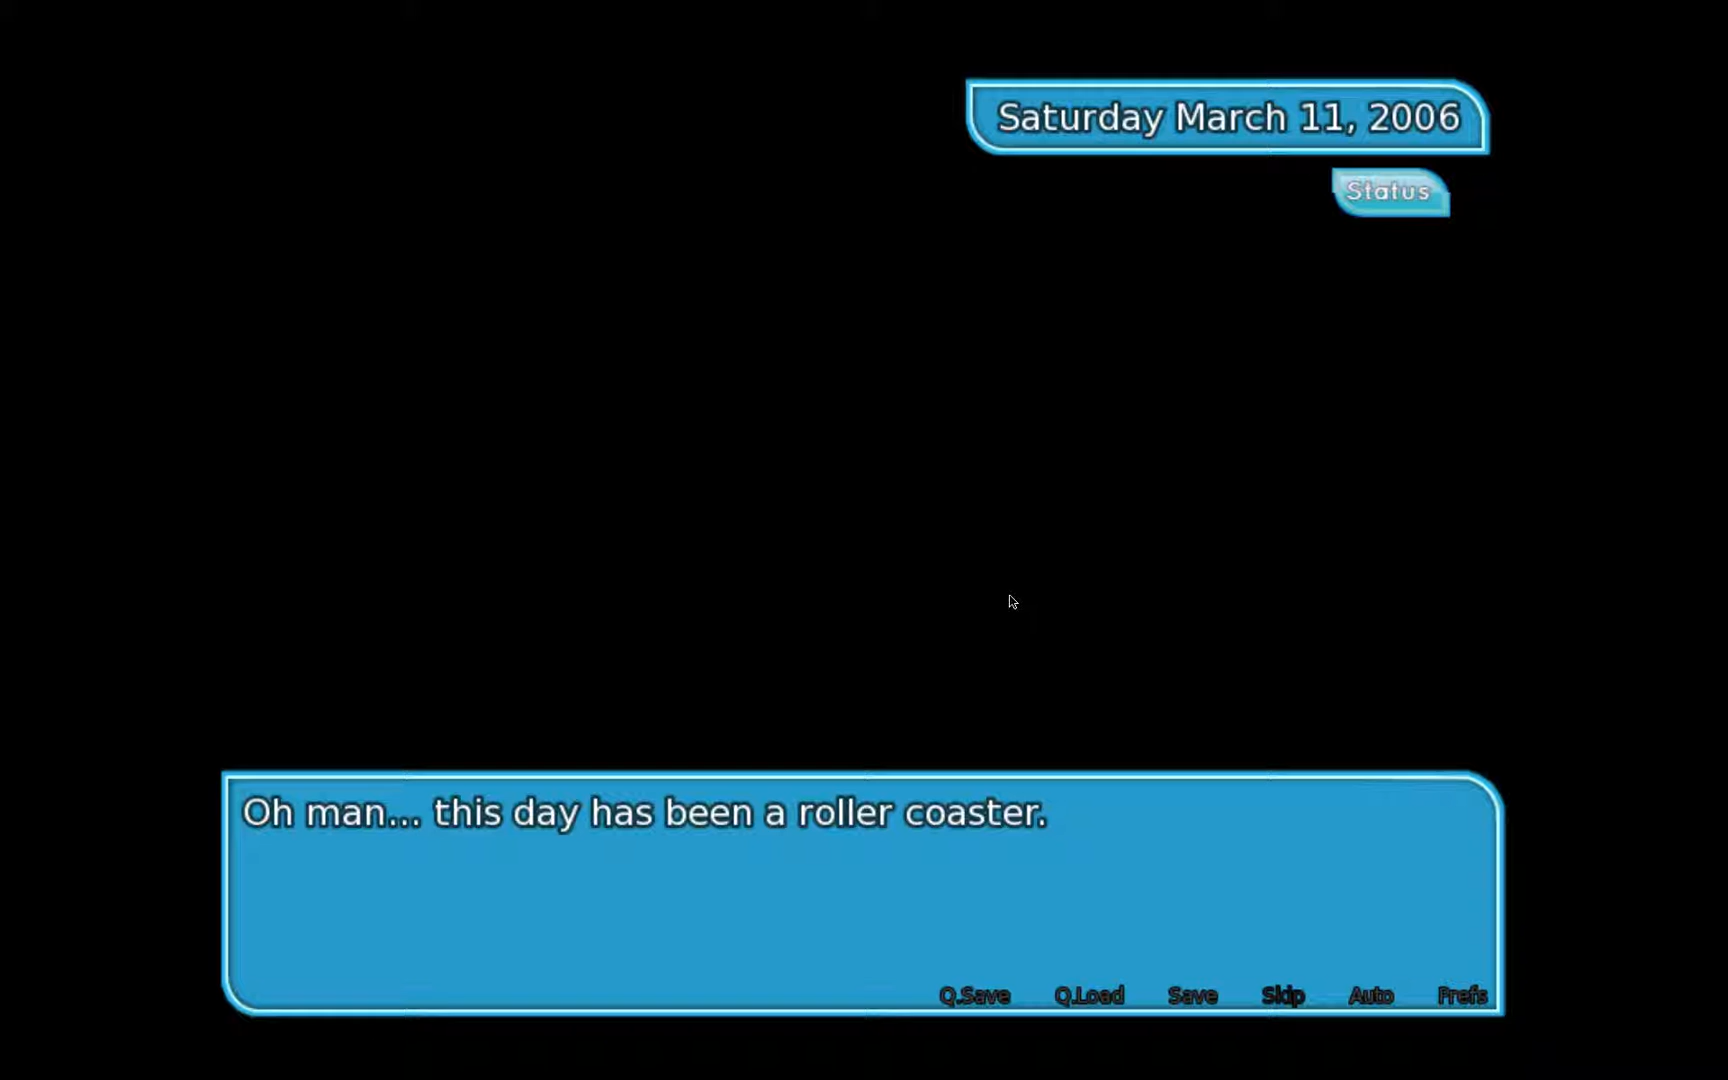 Saturday March 11, 2006
Status
Oh man... this day has been a roller coaster.
Q.Save Q.Load Save Skip Auto Prefs